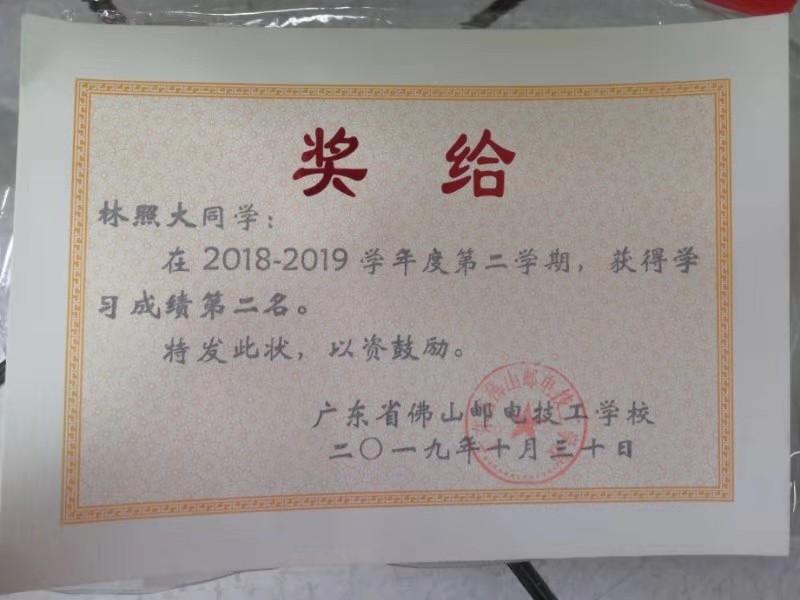 奖给
林照大同学：
在 2018-2019 学年度第二学期，获得学
习成绩第二名。
特发此状，以资鼓励。
广东省佛山邮电技工学校
二〇一九年十月三十日